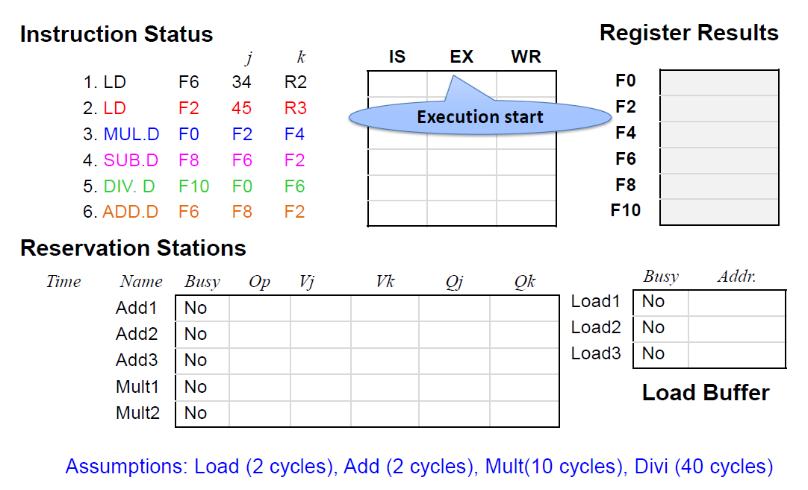 Instruction Status
Register Results
j k
IS EX WR
1. LD F6 34 R2
2. LD F2 45 R3
3. MUL.D F0 F2 F4
4. SUB.D F8 F6 F2
5. DIV. D F10 F0 F6
6. ADD.D F6 F8 F2
Execution start
F0
F2
F4
F6
F8
F10
Reservation Stations
Time Name Busy Op Vj Vk Qj Qk
Add1 No
Add2 No
Add3 No
Mult1 No
Mult2 No
Busy Addr.
Load1 No
Load2 No
Load3 No
Load Buffer
Assumptions: Load (2 cycles), Add (2 cycles), Mult(10 cycles), Divi (40 cycles)